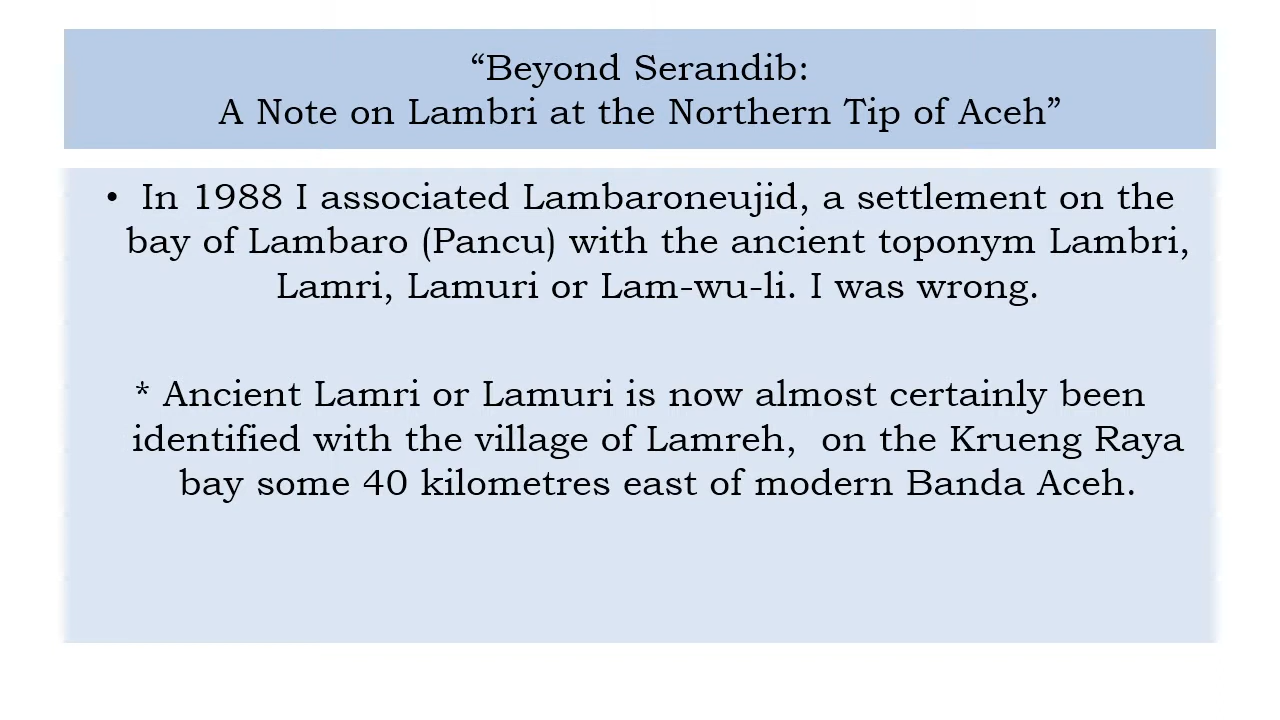 “Beyond Serandib:
A Note on Lambri at the Northern Tip of Aceh”
• In 1988 I associated Lambaroneujid, a settlement on the
bay of Lambaro (Pancu) with the ancient toponym Lambri,
Lamri, Lamuri or Lam-wu-li. I was wrong.
* Ancient Lamri or Lamuri is now almost certainly been
identified with the village of Lamreh,  on the Krueng Raya
bay some 40 kilometres east of modern Banda Aceh.